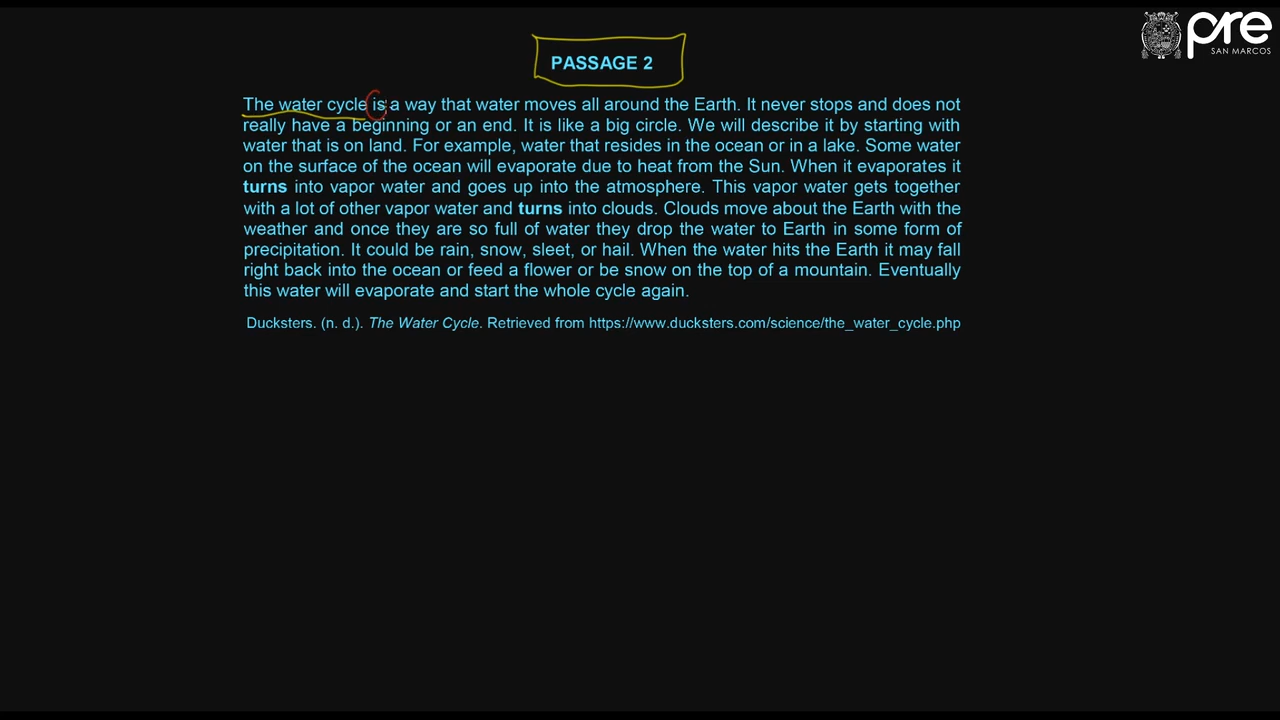 pre
SAN MARCOS
PASSAGE 2
The water cycle is a way that water moves all around the Earth. It never stops and does not
really have a beginning or an end. It is like a big circle. We will describe it by starting with
water that is on land. For example, water that resides in the ocean or in a lake. Some water
on the surface of the ocean will evaporate due to heat from the Sun. When it evaporates it
turns into vapor water and goes up into the atmosphere. This vapor water gets together
with a lot of other vapor water and turns into clouds. Clouds move about the Earth with the
weather and once they are so full of water they drop the water to Earth in some form of
precipitation. It could be rain, snow, sleet, or hail. When the water hits the Earth it may fall
right back into the ocean or feed a flower or be snow on the top of a mountain. Eventually
this water will evaporate and start the whole cycle again.
Ducksters. (n. d.). The Water Cycle. Retrieved from https://www.ducksters.com/science/the_water_cycle.php